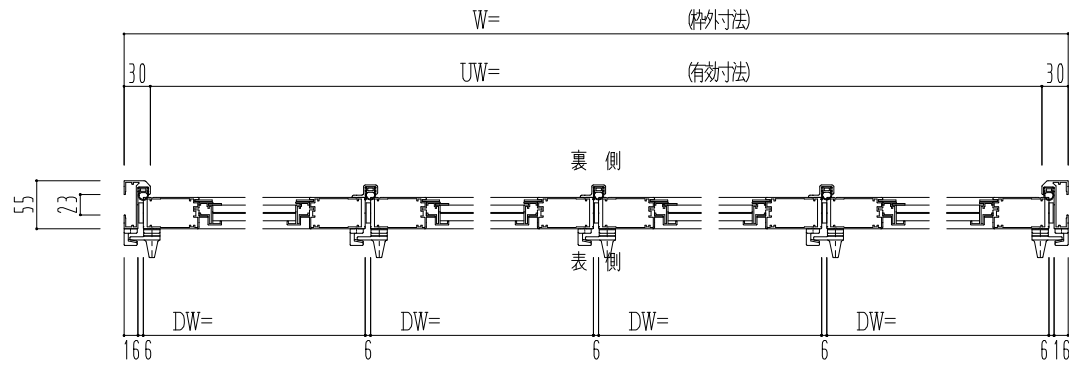 W= (枠外寸法)
30 UW= (有効寸法) 30
裏 側
55 23
表 側
DW= DW= DW= DW=
16 6 6 6 6 6 16